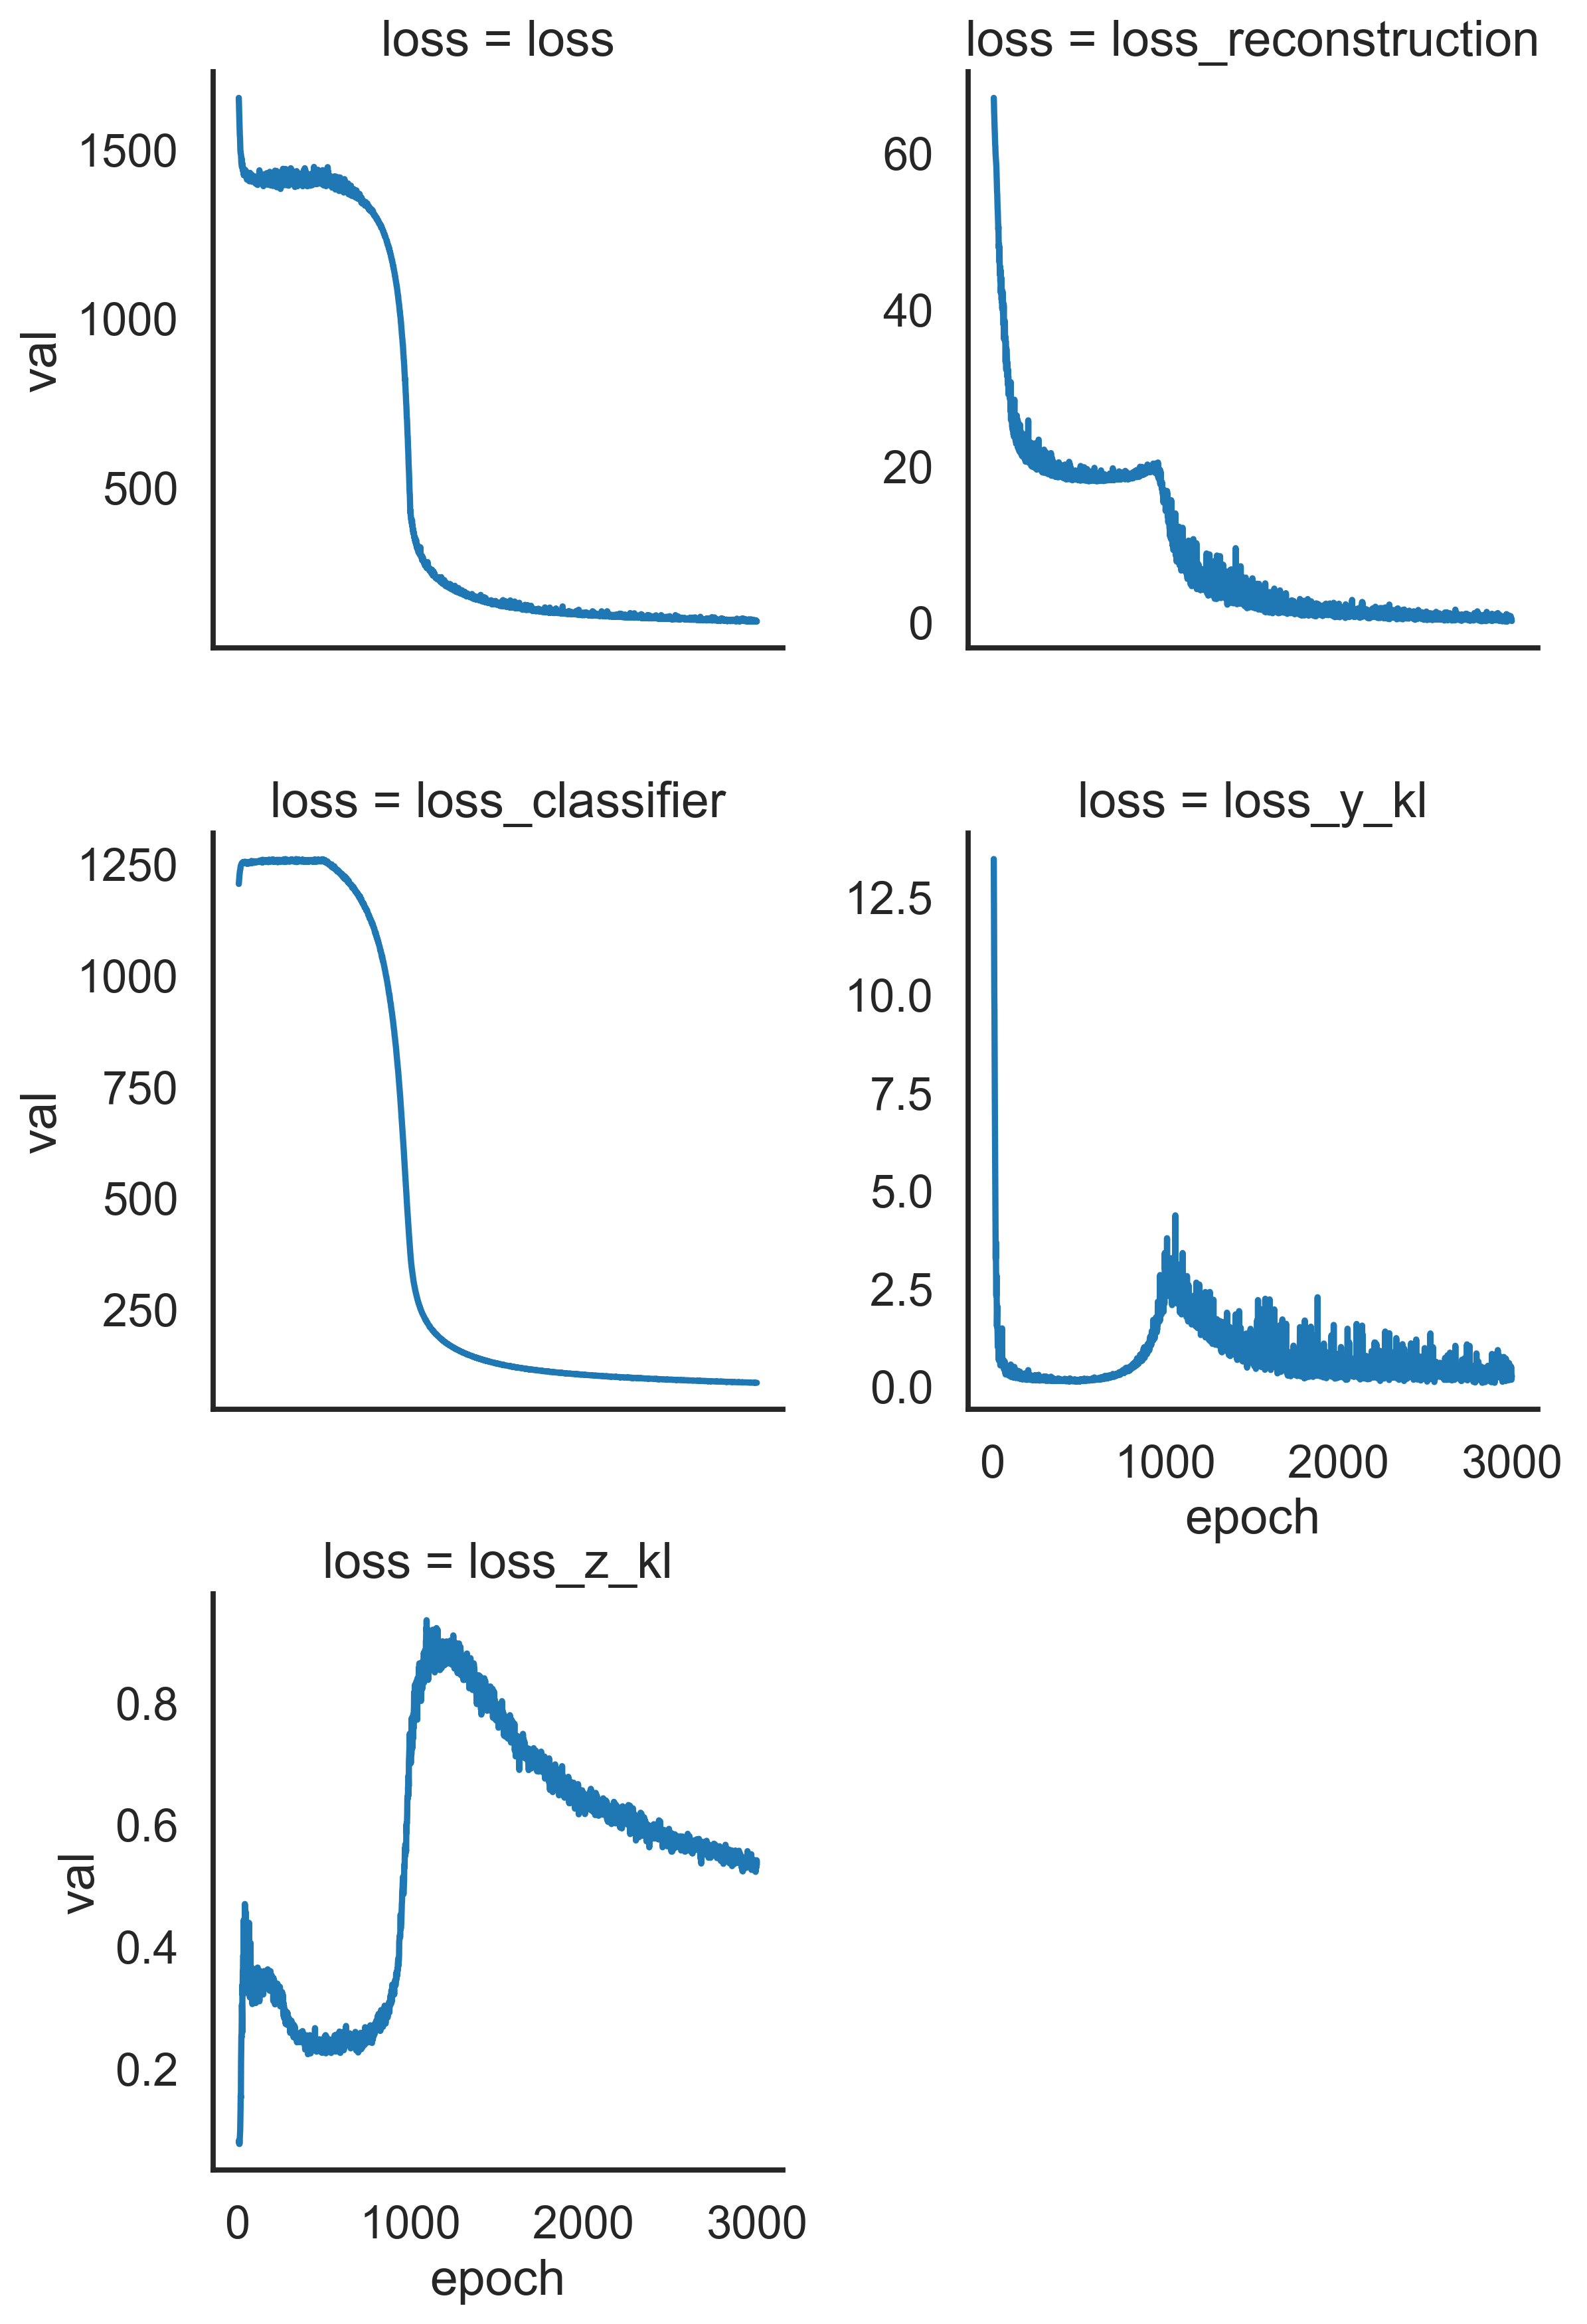 loss = loss
1500
1000
500
val
loss = loss_reconstruction
60
40
20
0
loss = loss_classifier
1250
1000
750
500
250
val
loss = loss_y_kl
12.5
10.0
7.5
5.0
2.5
0.0
0 1000 2000 3000
epoch
loss = loss_z_kl
0.8
0.6
0.4
0.2
val
0 1000 2000 3000
epoch